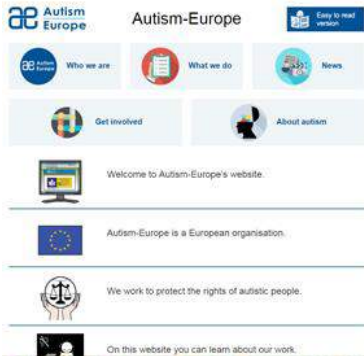 Autism
Europe
Autism-Europe
Easy to read
version
Who we are
What we do
News
Get involved
About autism
Welcome to Autism-Europe's website.
Autism-Europe is a European organisation.
We work to protect the rights of autistic people.
On this website you can learn about our work.